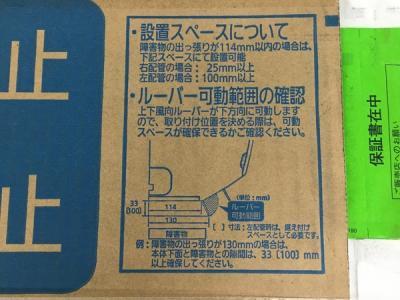 止
止
・設置スペースについて
障害物の出っ張りが114mm以内の場合は、
下記スペースにて設置可能
右配管の場合： 25mm以上
左配管の場合：100mm以上
・ルーバー可動範囲の確認
上下風向ルーバーが下方向に可動します
ので、取り付け位置を決める際は、可動
スペースが確保できるかご確認ください。
(単位：mm)
33
(100)
114
130
障害物
ルーバー
可動範囲
( )寸法：左配管時は、据え付け
スペースとして必要です。
例：障害物の出っ張りが130mmの場合は、
本体下面と障害物との隙間は、33 (100) mm
以上確保してください。
保証書在中
ご販売店へのお願い